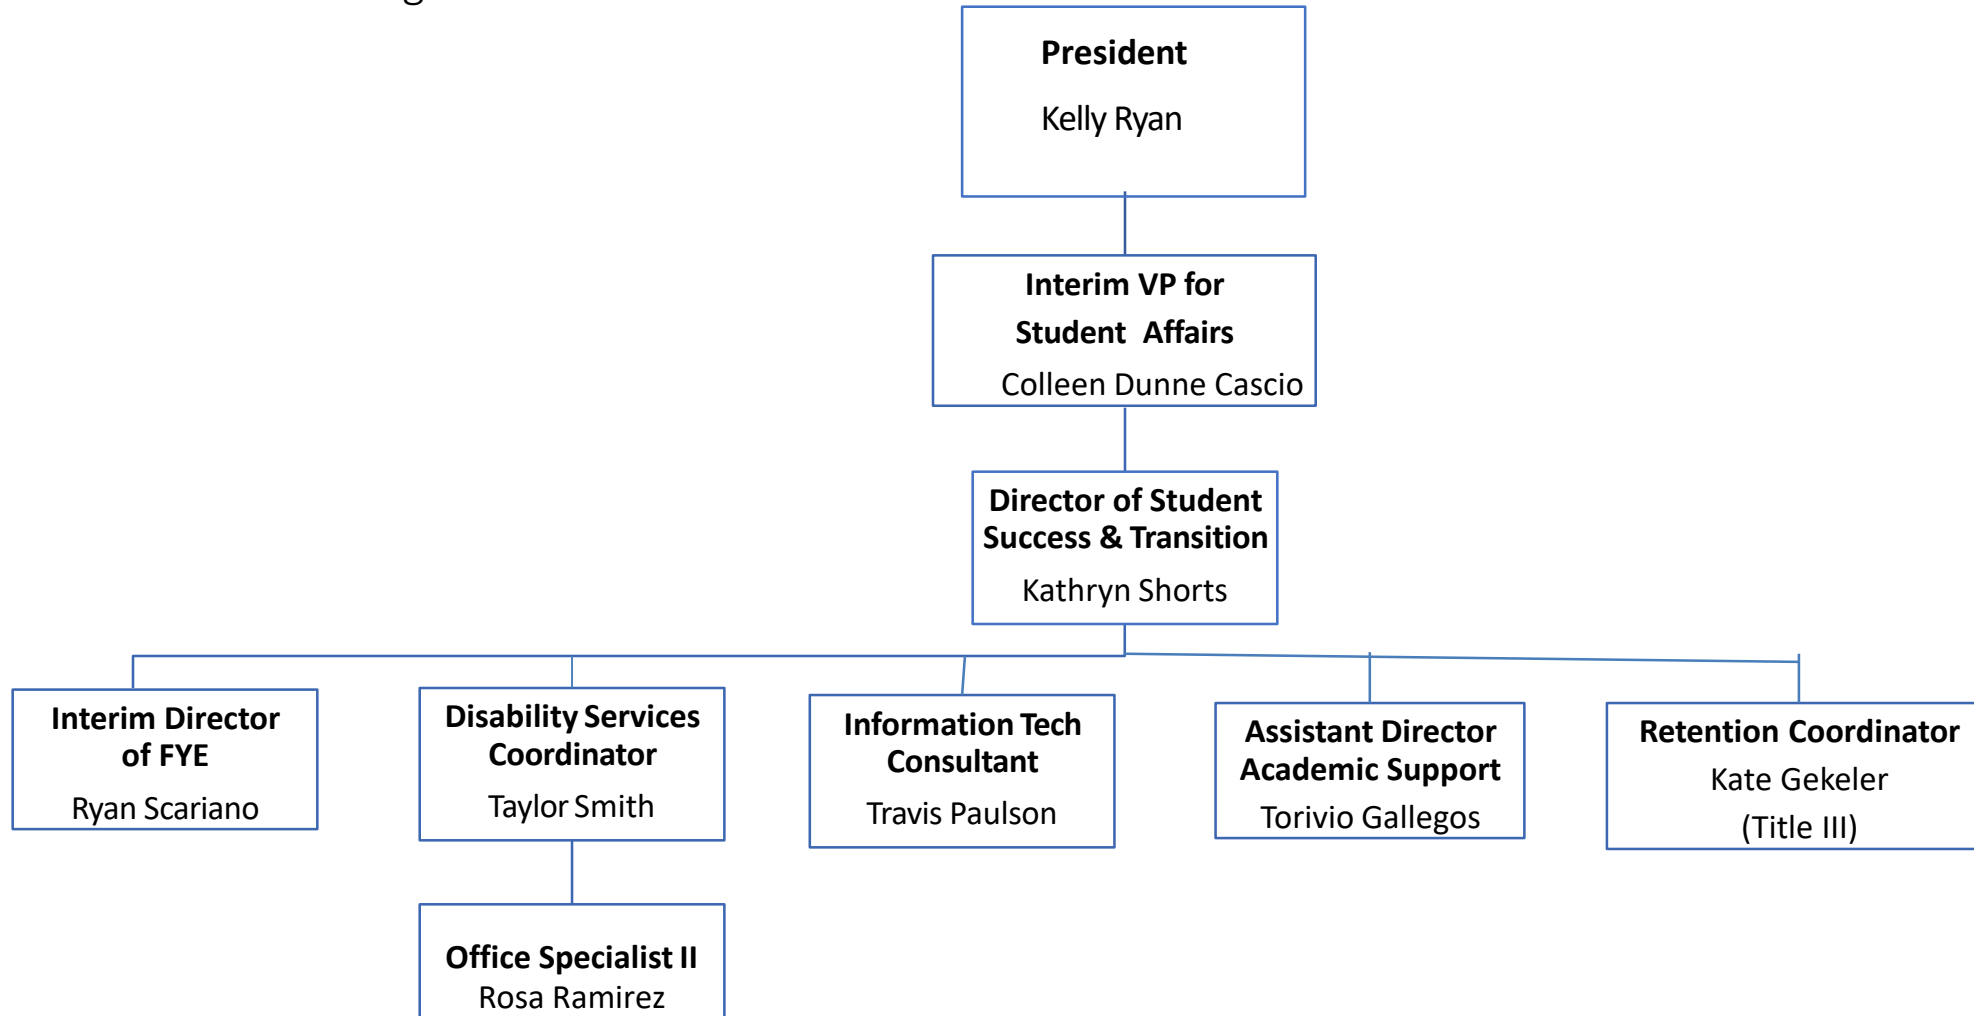 President
Kelly Ryan
Interim VP for
Student Affairs
Colleen Dunne Cascio
Director of Student
Success & Transition
Kathryn Shorts
Interim Director
of FYE
Ryan Scariano
Disability Services
Coordinator
Taylor Smith
Information Tech
Consultant
Travis Paulson
Assistant Director
Academic Support
Torivio Gallegos
Retention Coordinator
Kate Gekeler
(Title III)
Office Specialist II
Rosa Ramirez